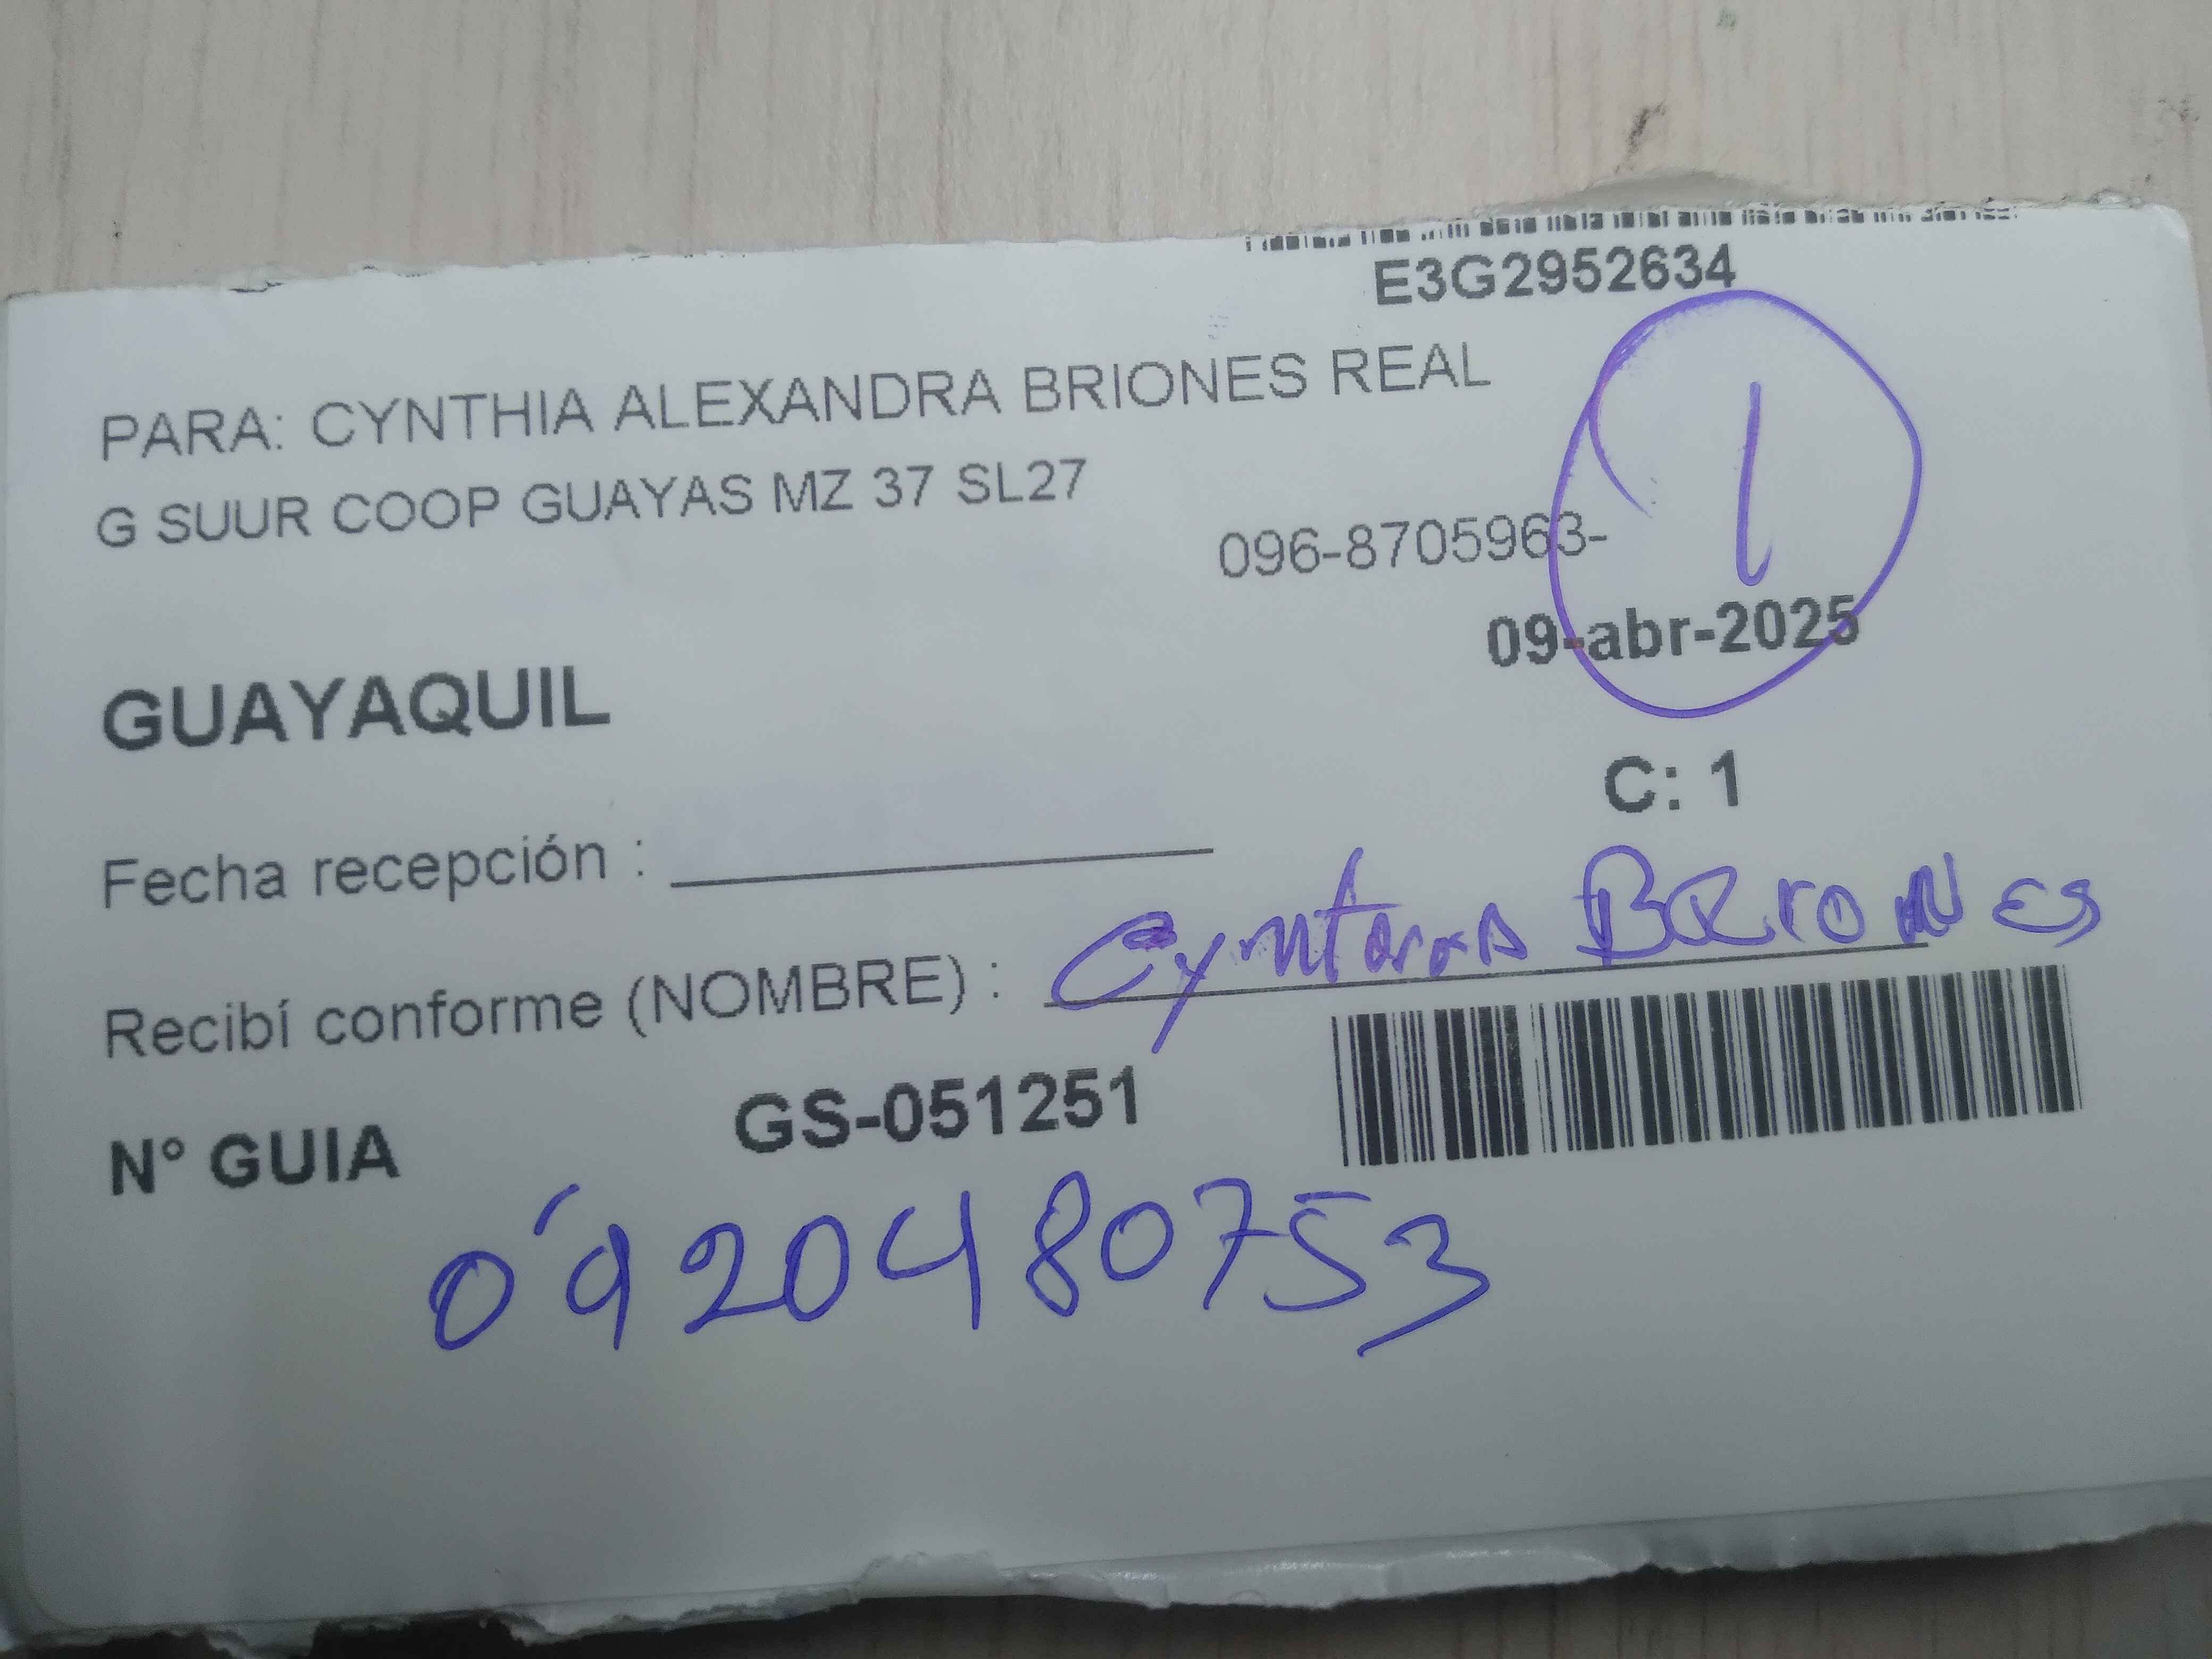 E3G2952634
PARA: CYNTHIA ALEXANDRA BRIONES REAL
G SUUR COOP GUAYAS MZ 37 SL27
096-8705963-
1
09-abr-2025
GUAYAQUIL
C: 1
Fecha recepción :
Recibí conforme (NOMBRE) : BRIONES
N° GUIA GS-051251
0920480753